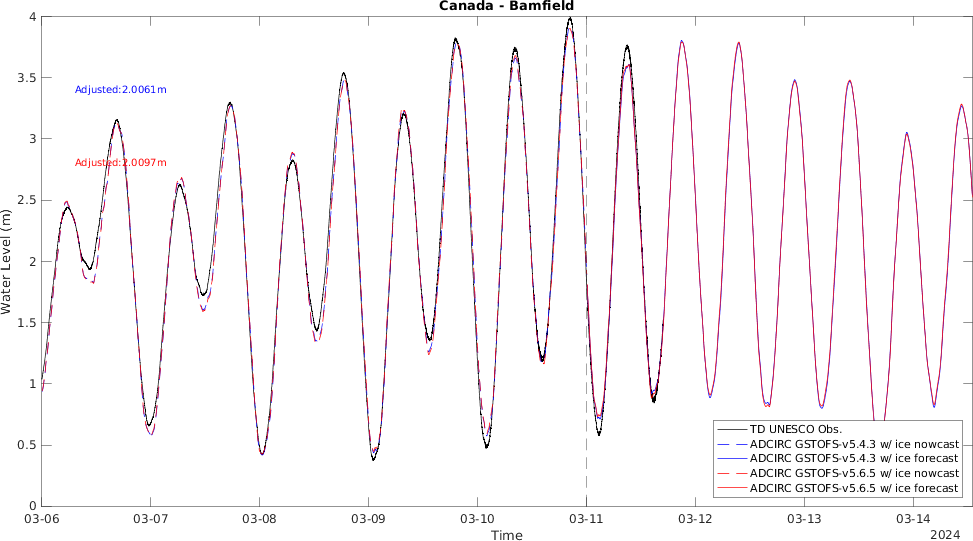 Canada - Bamfield
4
3.5
3
2.5
2
1.5
1
0.5
0
Water Level (m)
Adjusted:2.0061m
Adjusted:2.0097m
TD UNESCO Obs.
ADCIRC GSTOFS-v5.4.3 w/ ice nowcast
ADCIRC GSTOFS-v5.4.3 w/ ice forecast
ADCIRC GSTOFS-v5.6.5 w/ ice nowcast
ADCIRC GSTOFS-v5.6.5 w/ ice forecast
03-06 03-07 03-08 03-09 03-10 03-11 03-12 03-13 03-14
Time
2024